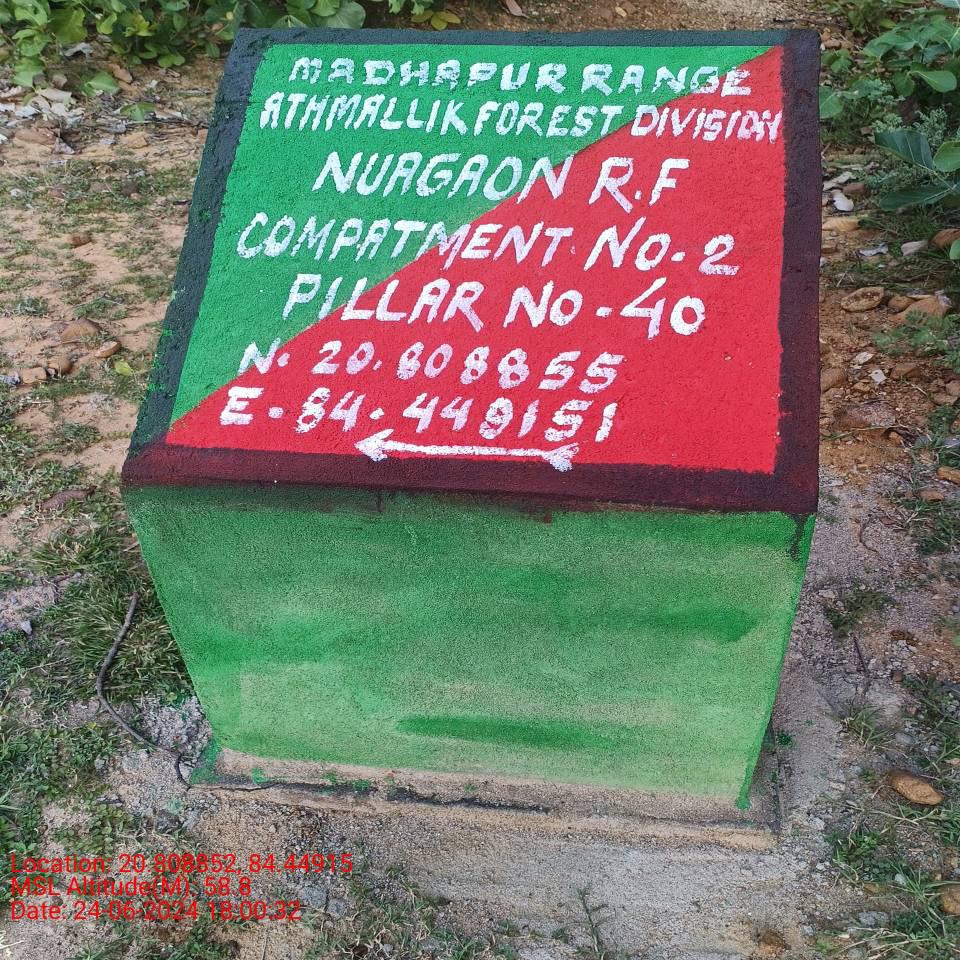 MADHAPUR RANGE
ATHMALLIK FOREST DIVISION
NUAGAON R.F
COMPATMENT NO-2
PILLAR NO-40
N. 20.808855
E. 84.449151
Location: 20.808852, 84.44915
MSL Altitude(M): 58.8
Date: 24-06-2024 18:00:32